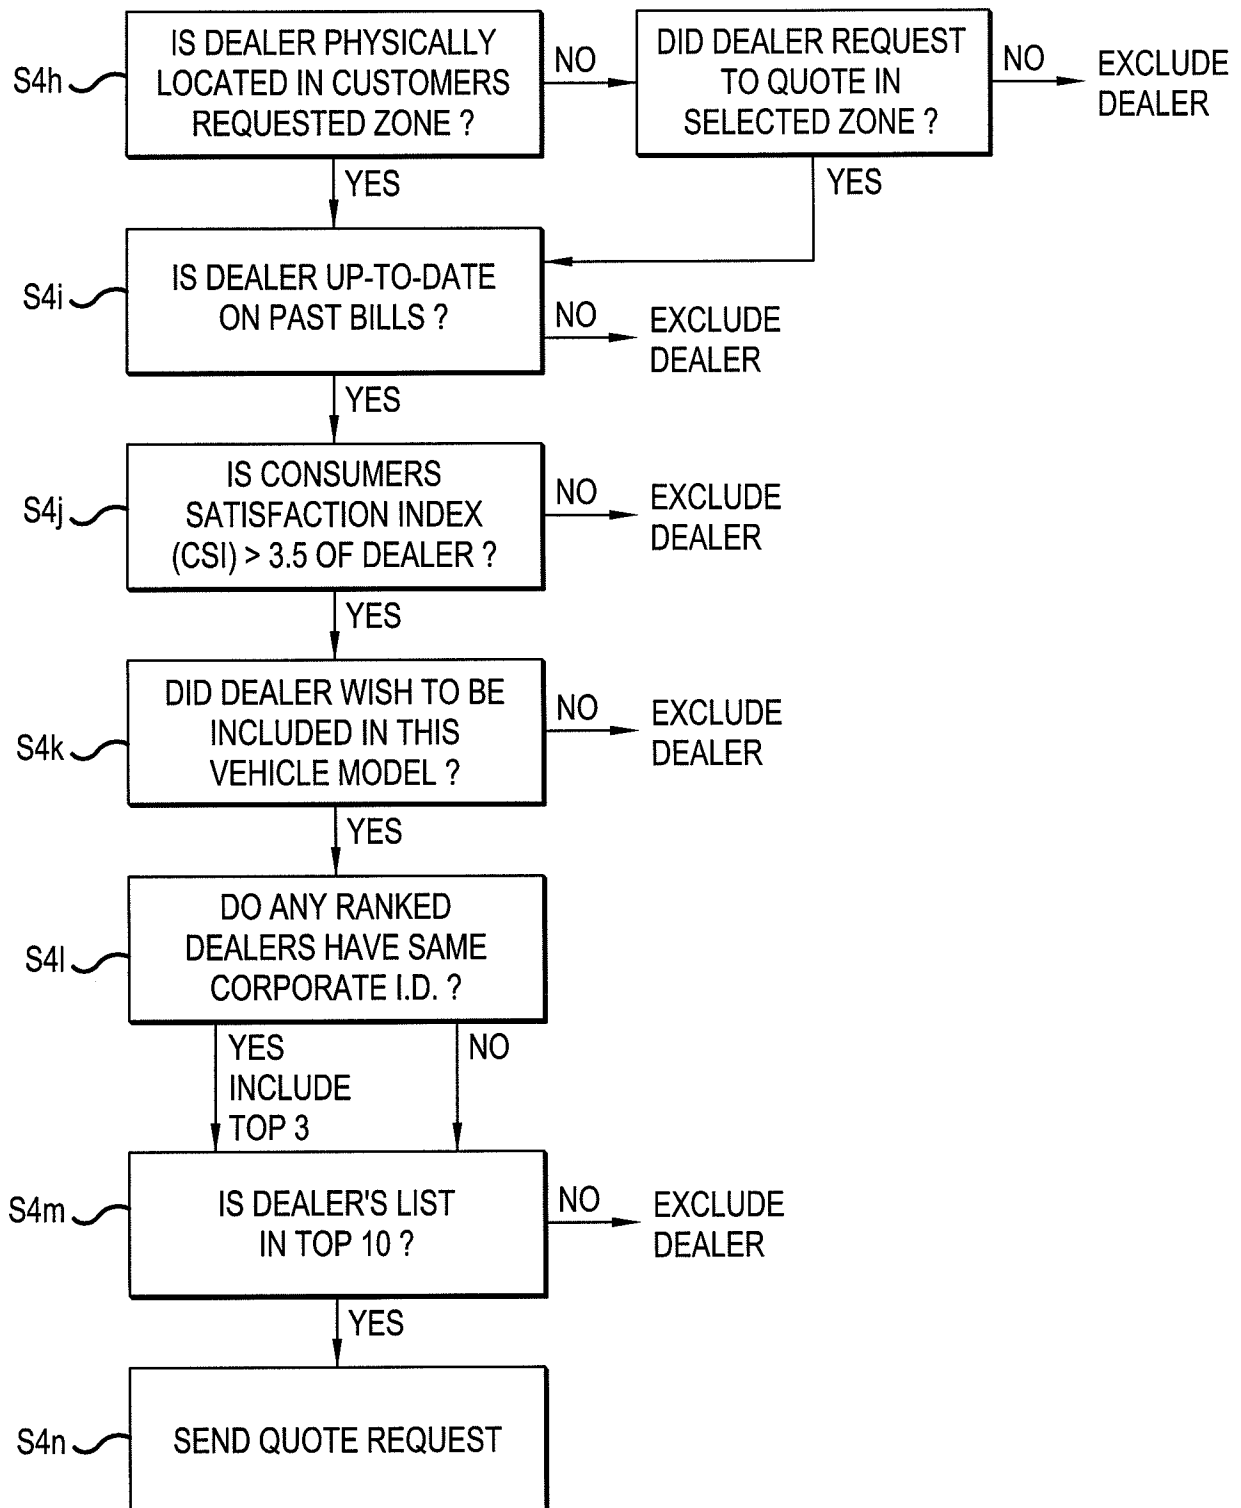 S4h
IS DEALER PHYSICALLY
LOCATED IN CUSTOMERS
REQUESTED ZONE ?
NO
DID DEALER REQUEST
TO QUOTE IN
SELECTED ZONE ?
NO
EXCLUDE
DEALER
YES
YES
S4i
IS DEALER UP-TO-DATE
ON PAST BILLS ?
NO
EXCLUDE
DEALER
YES
S4j
IS CONSUMERS
SATISFACTION INDEX
(CSI) > 3.5 OF DEALER ?
NO
EXCLUDE
DEALER
YES
S4k
DID DEALER WISH TO BE
INCLUDED IN THIS
VEHICLE MODEL ?
NO
EXCLUDE
DEALER
YES
S4l
DO ANY RANKED
DEALERS HAVE SAME
CORPORATE I.D. ?
YES
INCLUDE
TOP 3
NO
S4m
IS DEALER'S LIST
IN TOP 10 ?
NO
EXCLUDE
DEALER
YES
S4n
SEND QUOTE REQUEST